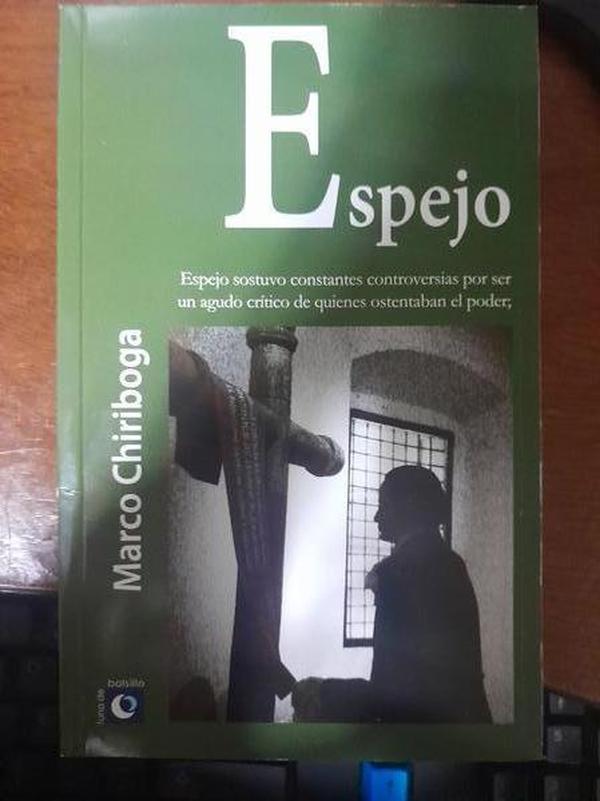 Espejo
Espejo sostuvo constantes controversias por ser
un agudo crítico de quienes ostentaban el poder;
Marco Chiriboga
luna de
bolsillo